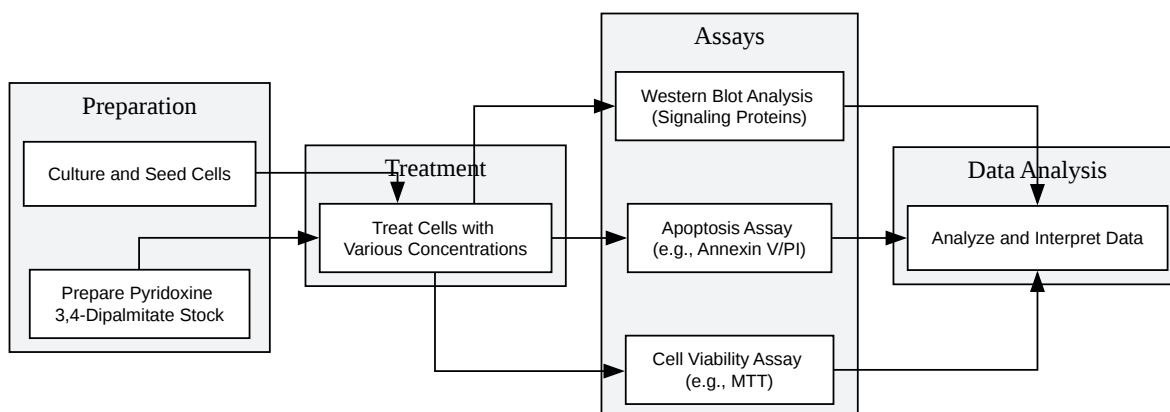 Preparation
Culture and Seed Cells
Prepare Pyridoxine
3,4-Dipalmitate Stock
Treatment
Treat Cells with
Various Concentrations
Assays
Western Blot Analysis
(Signaling Proteins)
Apoptosis Assay
(e.g., Annexin V/PI)
Cell Viability Assay
(e.g., MTT)
Data Analysis
Analyze and Interpret Data